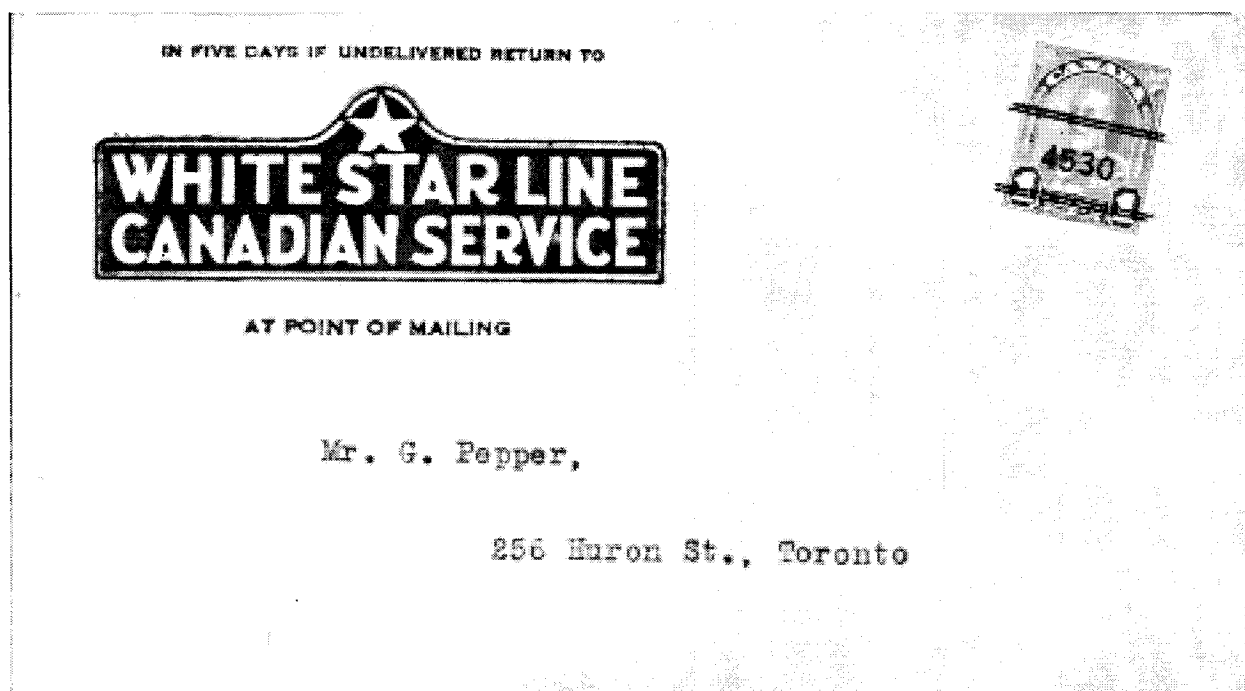 IN FIVE DAYS IF UNDELIVERED RETURN TO
WHITE STAR LINE
CANADIAN SERVICE
AT POINT OF MAILING
CANADA
4530
Mr. G. Pepper,
256 Huron St., Toronto